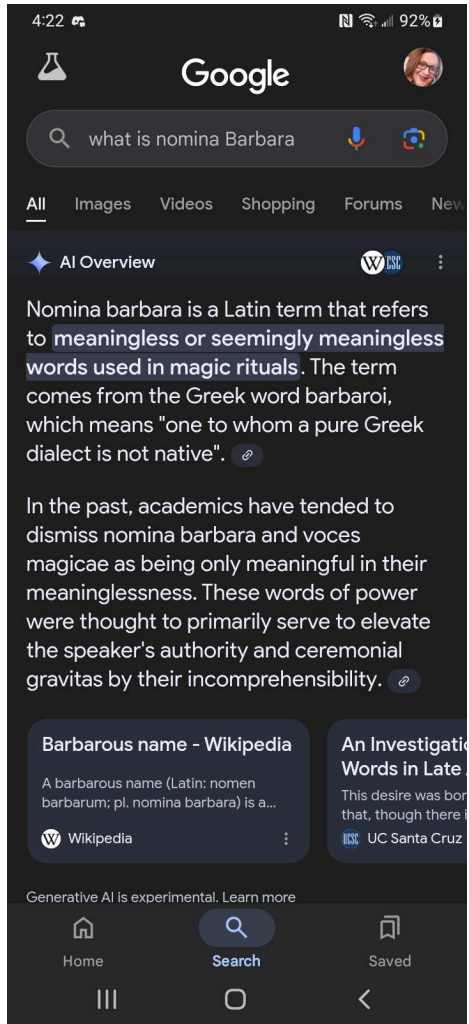 4:22 92%
Google
what is nomina Barbara
All Images Videos Shopping Forums New
AI Overview
W CSC
Nomina barbara is a Latin term that refers
to meaningless or seemingly meaningless
words used in magic rituals. The term
comes from the Greek word barbaroi,
which means "one to whom a pure Greek
dialect is not native".
In the past, academics have tended to
dismiss nomina barbara and voces
magicae as being only meaningful in their
meaninglessness. These words of power
were thought to primarily serve to elevate
the speaker's authority and ceremonial
gravitas by their incomprehensibility.
Barbarous name - Wikipedia
A barbarous name (Latin: nomen
barbarum; pl. nomina barbara) is a...
W Wikipedia
An Investigatio
Words in Late
This desire was bor
that, though there i
UCSC UC Santa Cruz
Generative AI is experimental. Learn more
Home Search Saved